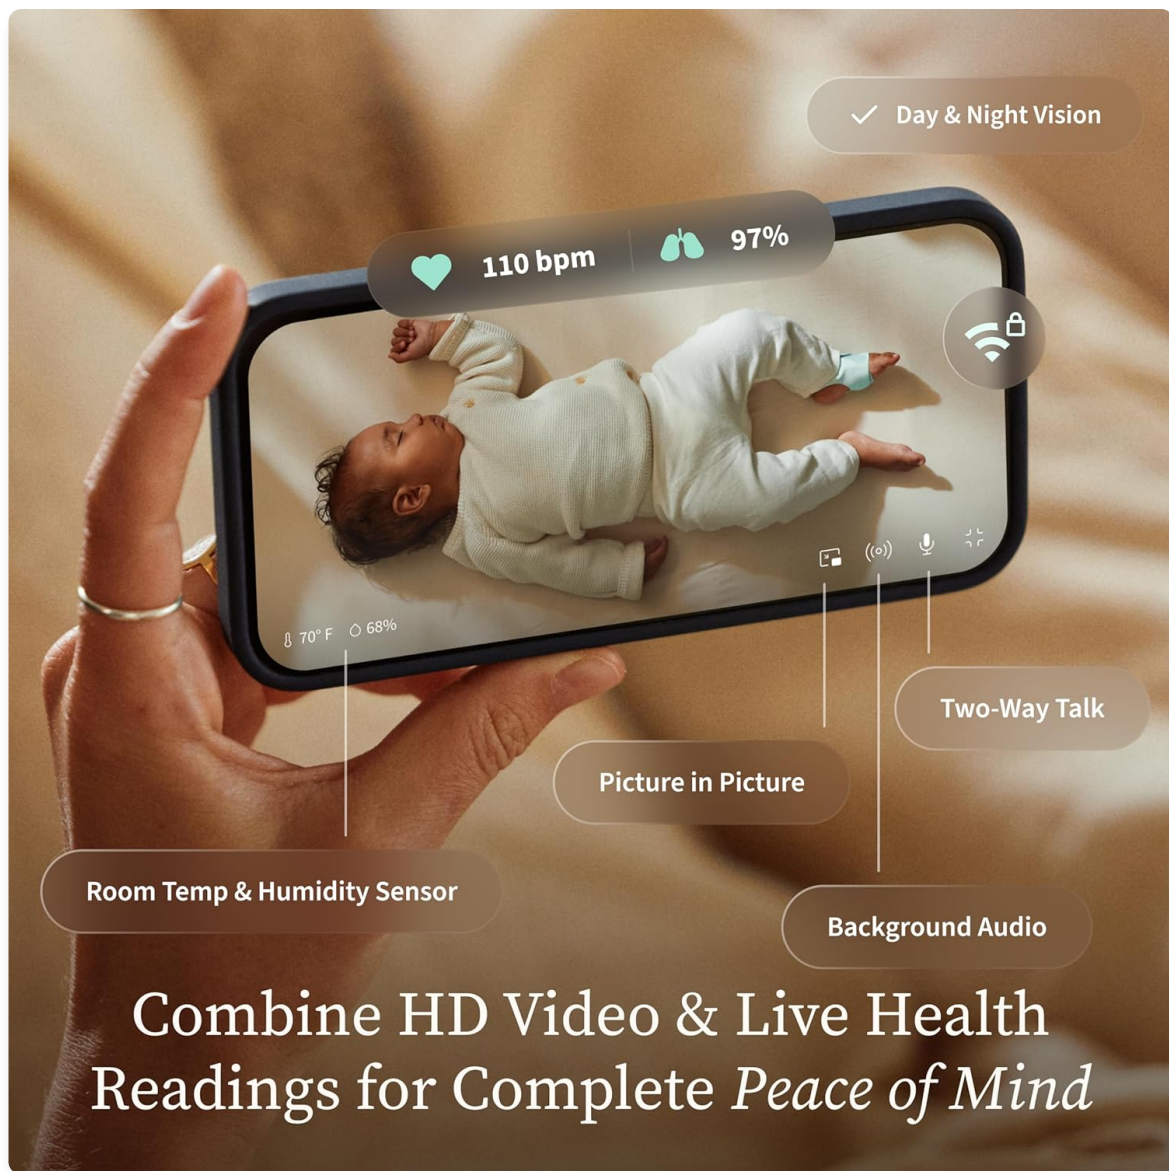 Day & Night Vision
110 bpm
97%
70° F
68%
Two-Way Talk
Picture in Picture
Room Temp & Humidity Sensor
Background Audio
Combine HD Video & Live Health
Readings for Complete Peace of Mind